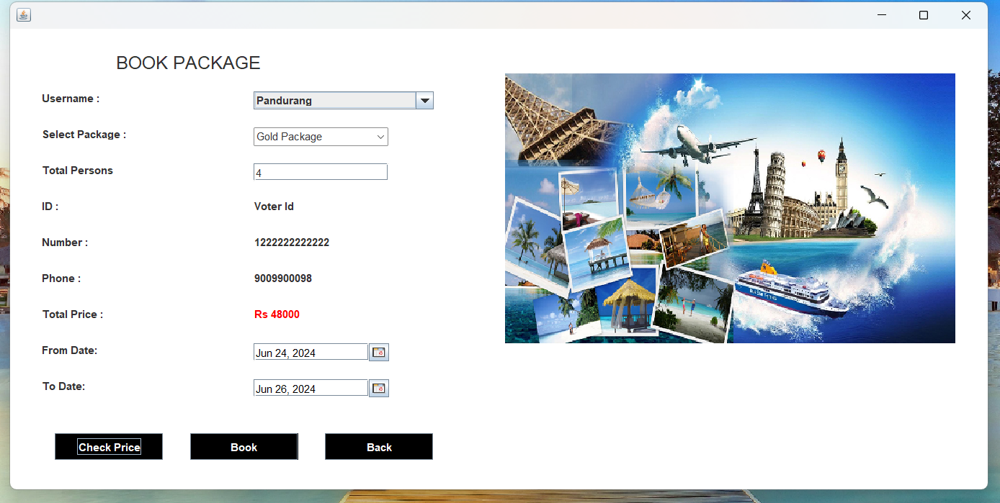 BOOK PACKAGE
Username : Pandurang
Select Package : Gold Package
Total Persons 4
ID : Voter Id
Number : 1222222222222
Phone : 9009900098
Total Price : Rs 48000
From Date: Jun 24, 2024
To Date: Jun 26, 2024
Check Price Book Back